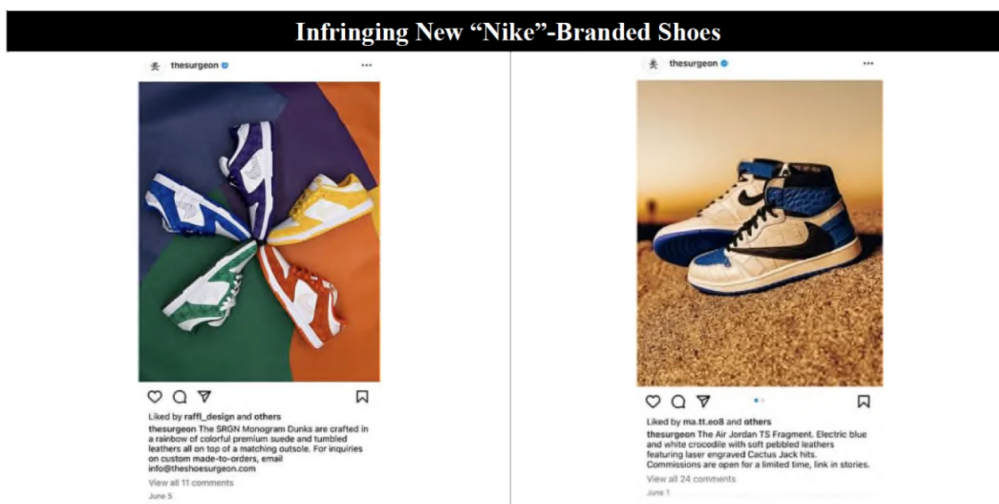 Infringing New “Nike”-Branded Shoes
thesurgeon
Liked by raffl_design and others
thesurgeon The SRGN Monogram Dunks are crafted in
a rainbow of colorful premium suede and tumbled
leathers all on top of a matching outsole. For inquiries
on custom made-to-orders, email
info@theshoesurgeon.com
View all 11 comments
June 5
thesurgeon
Liked by ma.tt.eo8 and others
thesurgeon The Air Jordan TS Fragment. Electric blue
and white crocodile with soft pebbled leathers
featuring laser engraved Cactus Jack hits.
Commissions are open for a limited time, link in stories.
View all 24 comments
June 1